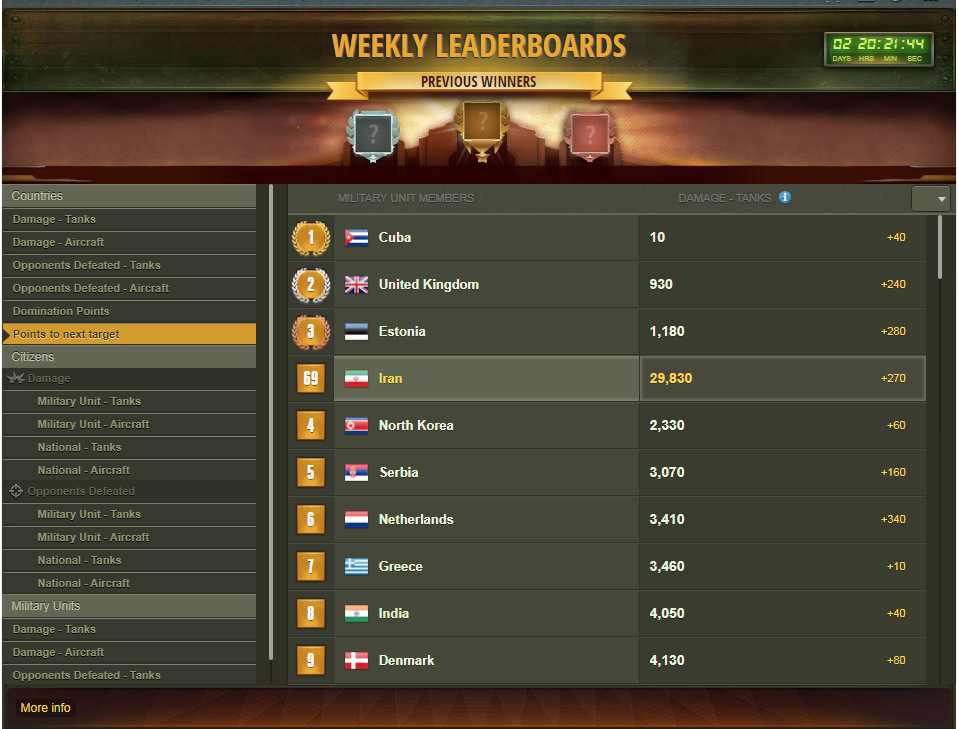 WEEKLY LEADERBOARDS
02 20:21:44
DAYS HRS MIN SEC
PREVIOUS WINNERS
? ? ?
Countries
Damage - Tanks
Damage - Aircraft
Opponents Defeated - Tanks
Opponents Defeated - Aircraft
Domination Points
Points to next target
Citizens
Damage
Military Unit - Tanks
Military Unit - Aircraft
National - Tanks
National - Aircraft
Opponents Defeated
Military Unit - Tanks
Military Unit - Aircraft
National - Tanks
National - Aircraft
Military Units
Damage - Tanks
Damage - Aircraft
Opponents Defeated - Tanks
MILITARY UNIT MEMBERS DAMAGE - TANKS i
1 Cuba 10 +40
2 United Kingdom 930 +240
3 Estonia 1,180 +280
69 Iran 29,830 +270
4 North Korea 2,330 +60
5 Serbia 3,070 +160
6 Netherlands 3,410 +340
7 Greece 3,460 +10
8 India 4,050 +40
9 Denmark 4,130 +80
More info